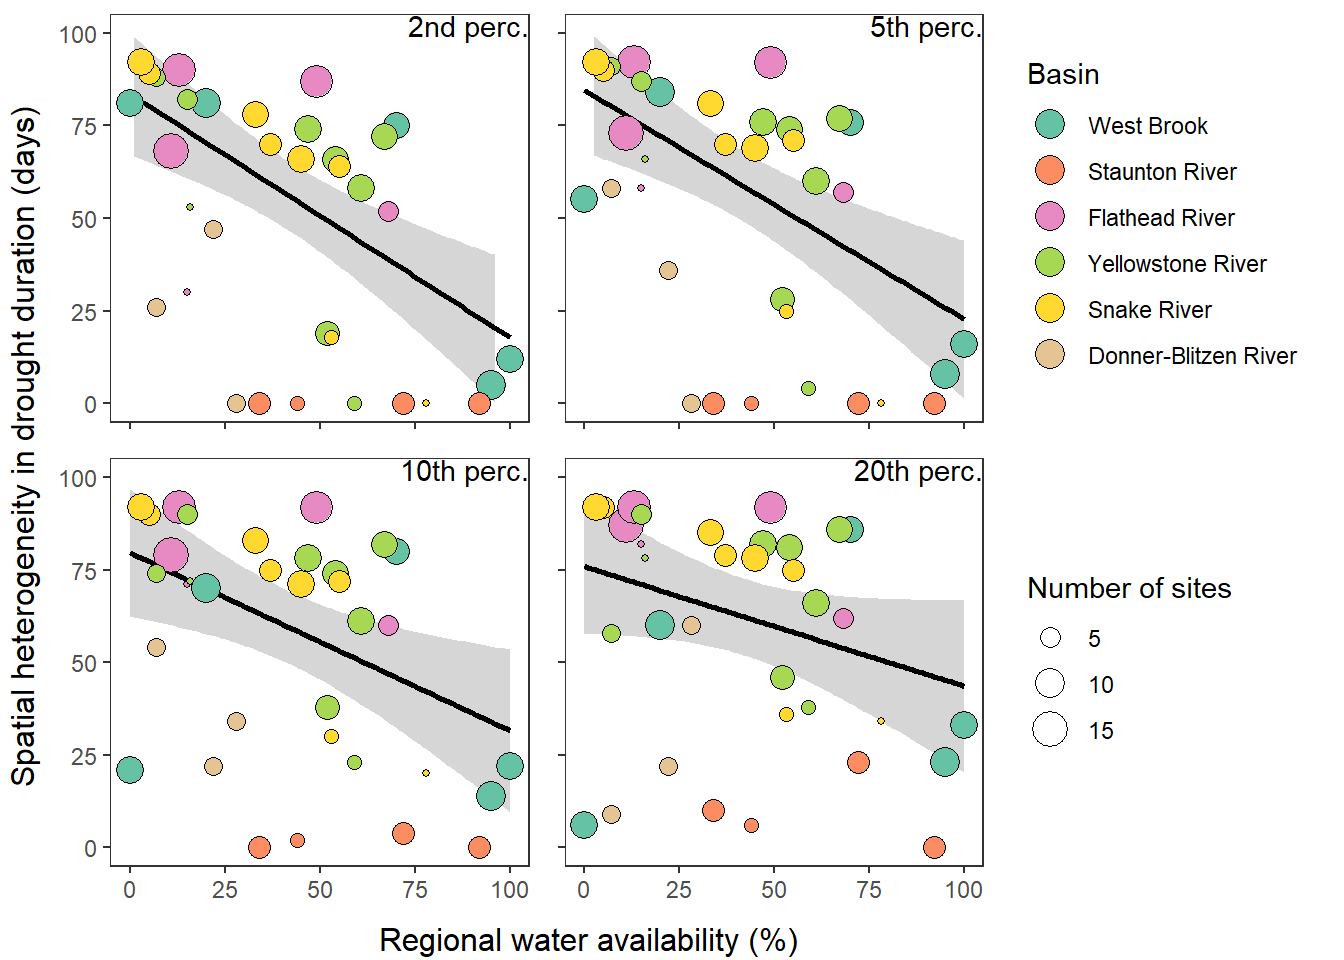 Spatial heterogeneity in drought duration (days)
2nd perc.
5th perc.
100
75
50
25
0
10th perc.
20th perc.
100
75
50
25
0
0 25 50 75 100
0 25 50 75 100
Regional water availability (%)
Basin
West Brook
Staunton River
Flathead River
Yellowstone River
Snake River
Donner-Blitzen River
Number of sites
5
10
15